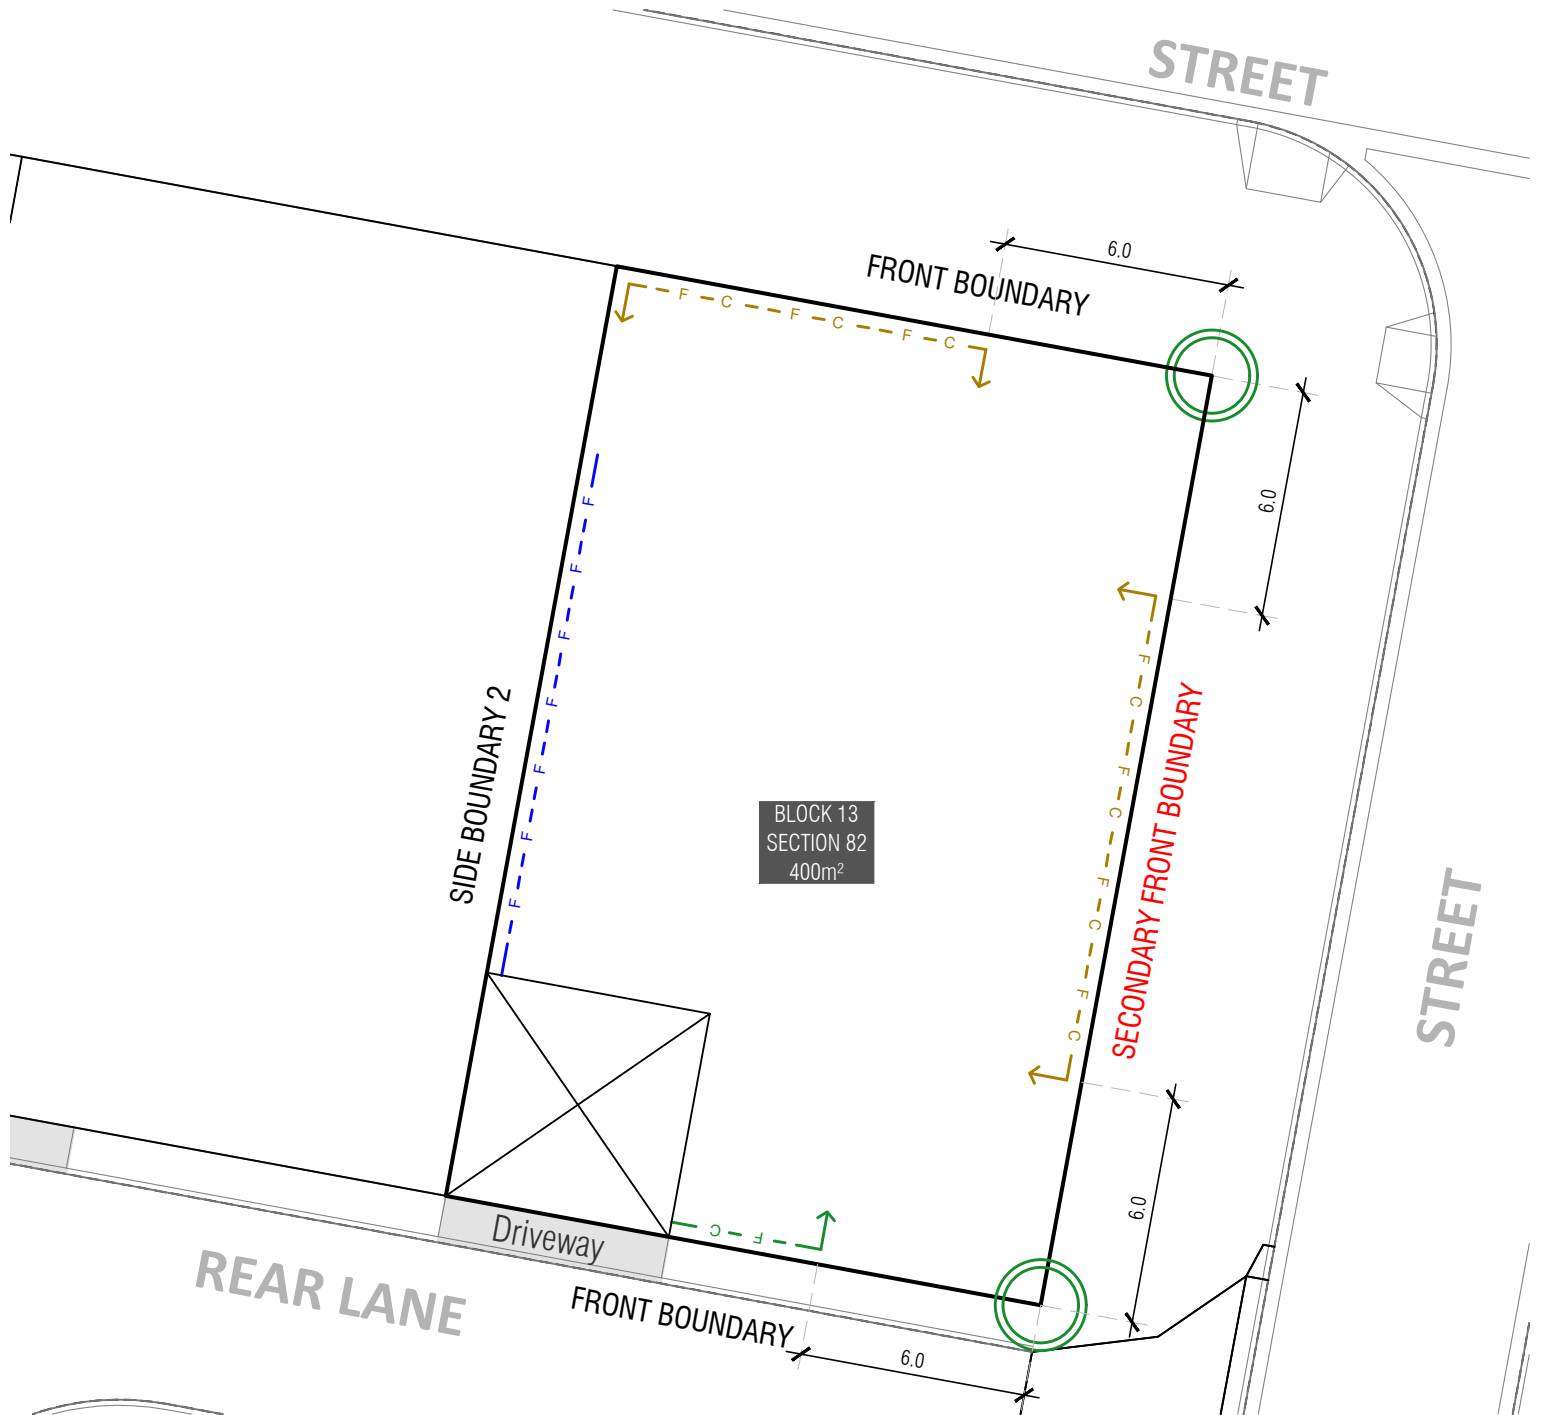 STREET
6.0
FRONT BOUNDARY
F C F C F C
6.0
F F F F F F F
F C F C F C F C
SIDE BOUNDARY 2
SECONDARY FRONT BOUNDARY
BLOCK 13
SECTION 82
400m²
STREET
6.0
C F
Driveway
REAR LANE
FRONT BOUNDARY
6.0